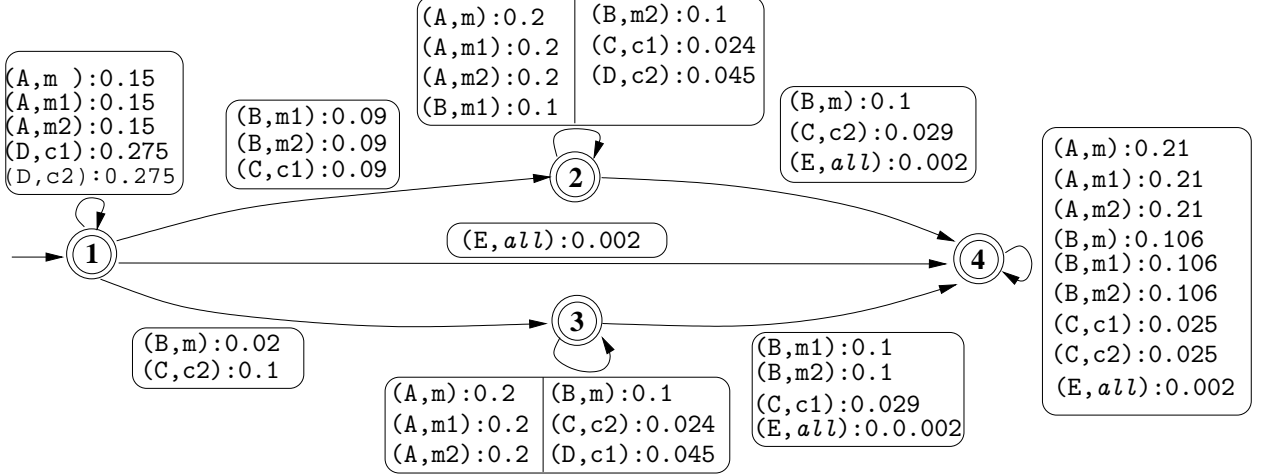 (A,m ):0.15
(A,m1):0.15
(A,m2):0.15
(D,c1):0.275
(D,c2):0.275
(B,m1):0.09
(B,m2):0.09
(C,c1):0.09
(A,m):0.2
(A,m1):0.2
(A,m2):0.2
(B,m1):0.1
(B,m2):0.1
(C,c1):0.024
(D,c2):0.045
(B,m):0.1
(C,c2):0.029
(E,all):0.002
(A,m):0.21
(A,m1):0.21
(A,m2):0.21
(B,m):0.106
(B,m1):0.106
(B,m2):0.106
(C,c1):0.025
(C,c2):0.025
(E,all):0.002
1
2
(E,all):0.002
4
3
(B,m):0.02
(C,c2):0.1
(A,m):0.2
(A,m1):0.2
(A,m2):0.2
(B,m):0.1
(C,c2):0.024
(D,c1):0.045
(B,m1):0.1
(B,m2):0.1
(C,c1):0.029
(E,all):0.0.002